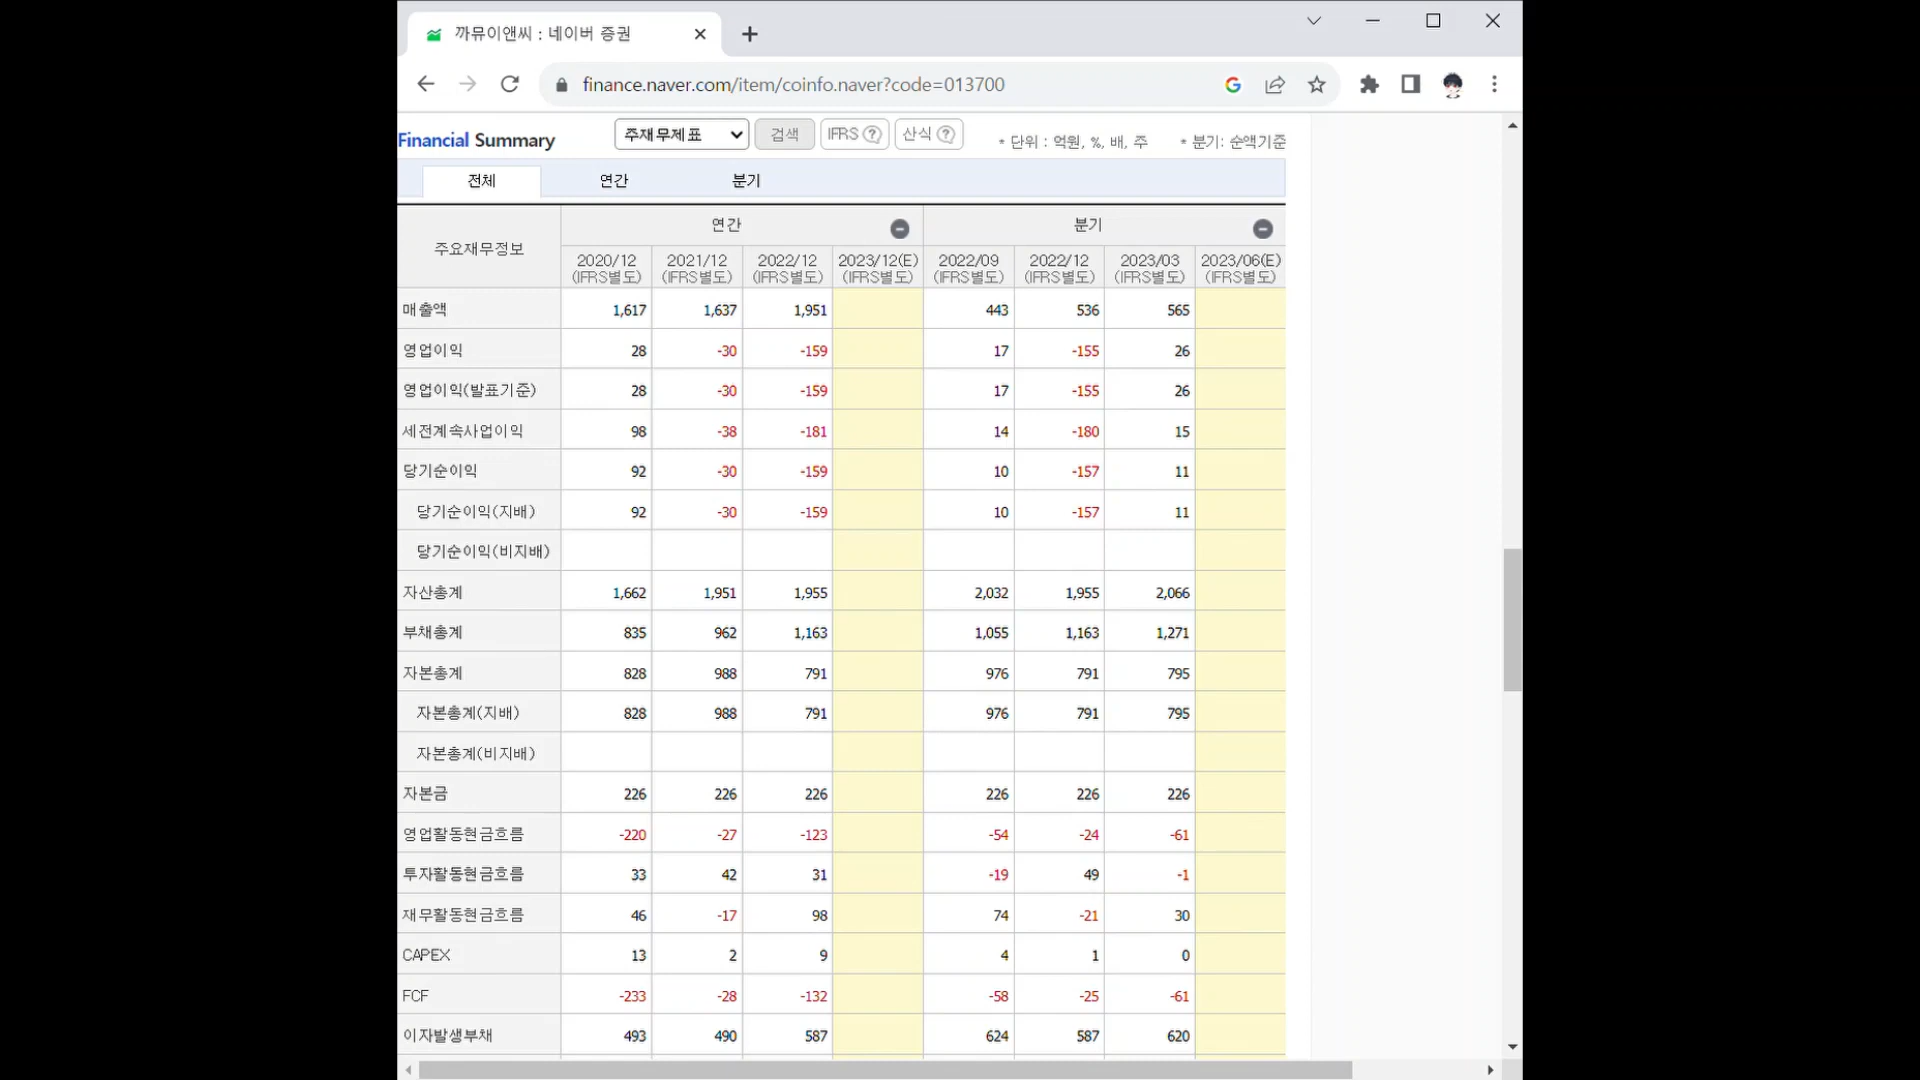 까뮤이앤씨 : 네이버 증권
finance.naver.com/item/coinfo.naver?code=013700
Financial Summary 주재무제표 검색 IFRS ? 산식 ? * 단위 : 억원, %, 배, 주 * 분기: 순액기준
전체 연간 분기
주요재무정보 연간 분기
2020/12 2021/12 2022/12 2023/12(E) 2022/09 2022/12 2023/03 2023/06(E)
(IFRS별도) (IFRS별도) (IFRS별도) (IFRS별도) (IFRS별도) (IFRS별도) (IFRS별도) (IFRS별도)
매출액 1,617 1,637 1,951 443 536 565
영업이익 28 -30 -159 17 -155 26
영업이익(발표기준) 28 -30 -159 17 -155 26
세전계속사업이익 98 -38 -181 14 -180 15
당기순이익 92 -30 -159 10 -157 11
당기순이익(지배) 92 -30 -159 10 -157 11
당기순이익(비지배)
자산총계 1,662 1,951 1,955 2,032 1,955 2,066
부채총계 835 962 1,163 1,055 1,163 1,271
자본총계 828 988 791 976 791 795
자본총계(지배) 828 988 791 976 791 795
자본총계(비지배)
자본금 226 226 226 226 226 226
영업활동현금흐름 -220 -27 -123 -54 -24 -61
투자활동현금흐름 33 42 31 -19 49 -1
재무활동현금흐름 46 -17 98 74 -21 30
CAPEX 13 2 9 4 1 0
FCF -233 -28 -132 -58 -25 -61
이자발생부채 493 490 587 624 587 620